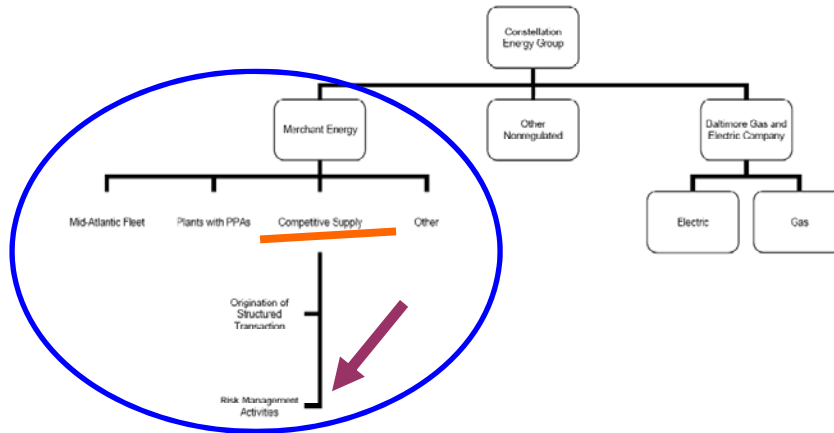 Constellation
Energy Group
Merchant Energy
Other
Nonregulated
Baltimore Gas and
Electric Company
Mid-Atlantic Fleet
Plants with PPAs
Competitive Supply
Other
Electric
Gas
Origination of
Structured
Transaction
Risk Management
Activities